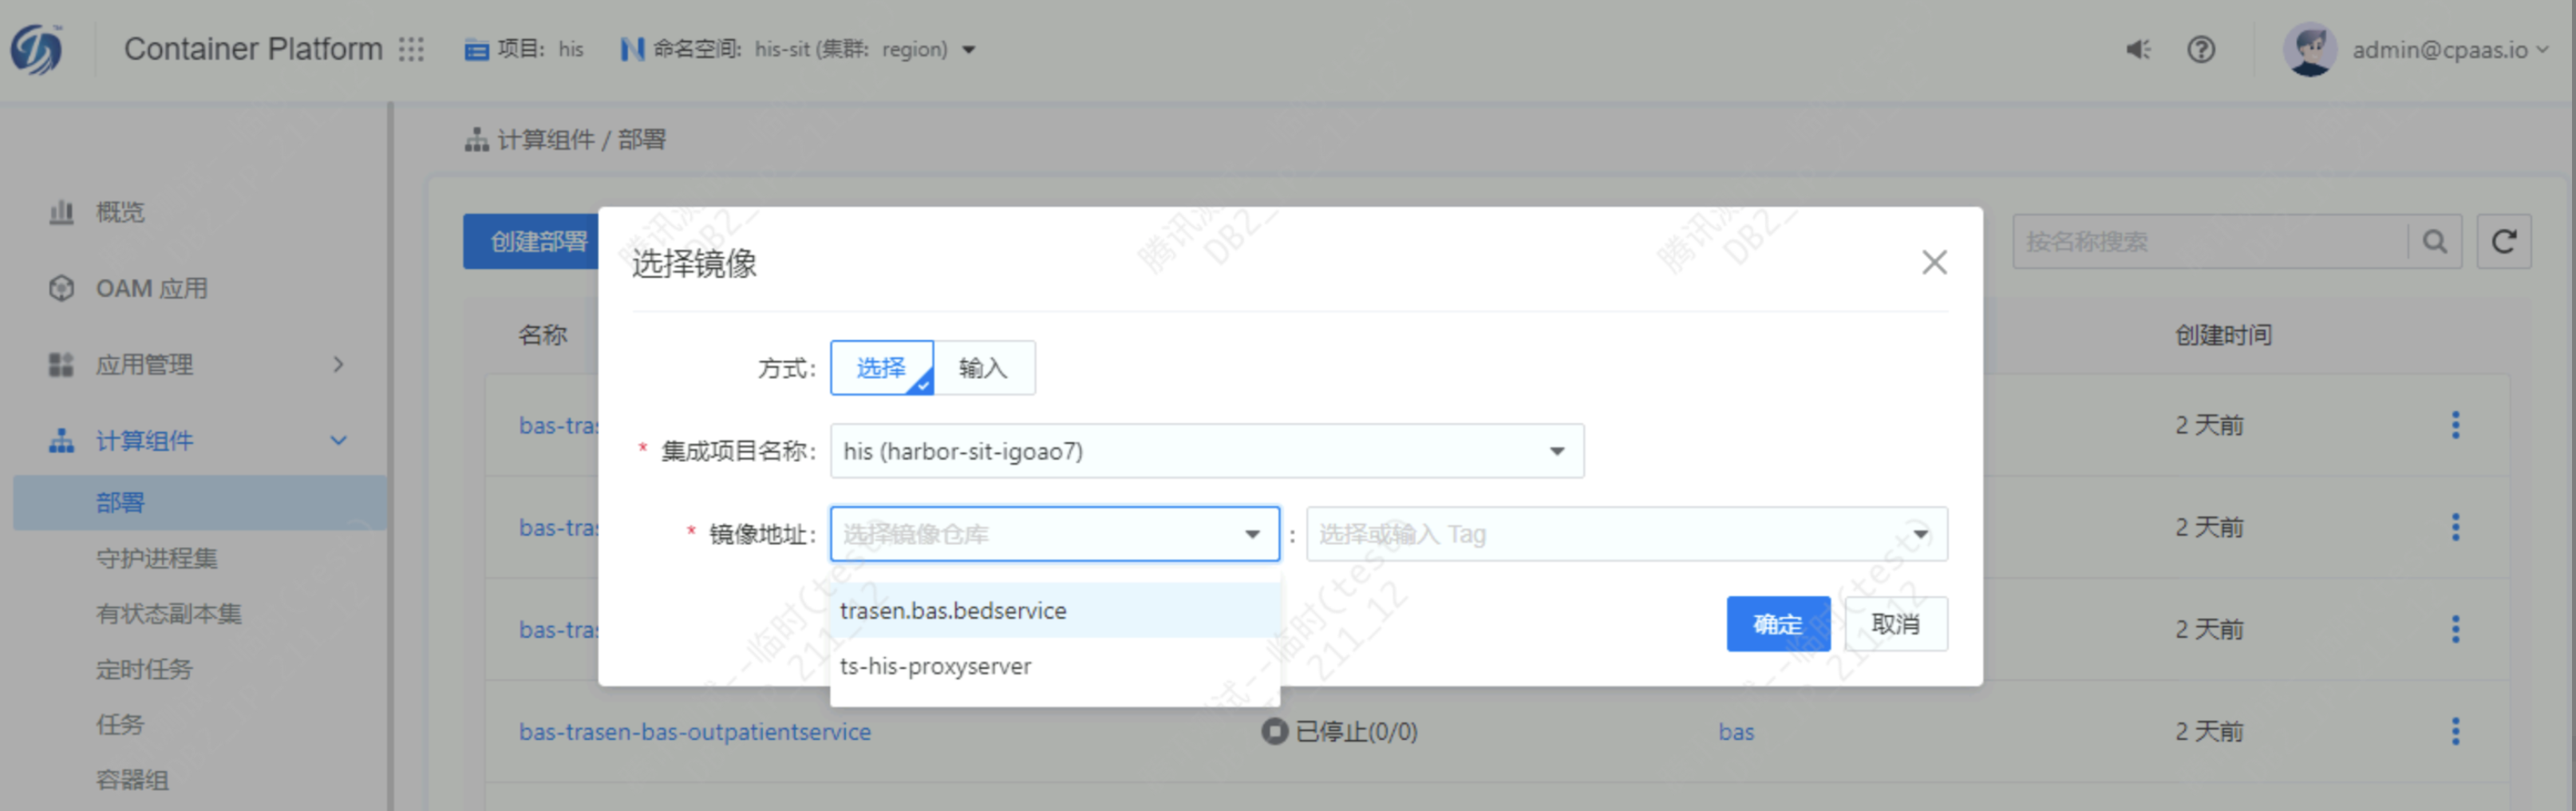 Container Platform
项目: his
命名空间: his-sit (集群: region)
admin@cpaas.io
概览
OAM 应用
应用管理
计算组件
部署
守护进程集
有状态副本集
定时任务
任务
容器组
计算组件 / 部署
创建部署
按名称搜索
名称
创建时间
bas-tras
2 天前
bas-tras
2 天前
bas-tras
2 天前
bas-trasen-bas-outpatientservice
已停止(0/0)
bas
2 天前
选择镜像
方式:
选择
输入
* 集成项目名称:
his (harbor-sit-igoao7)
* 镜像地址:
选择镜像仓库
:
选择或输入 Tag
trasen.bas.bedservice
ts-his-proxyserver
确定
取消